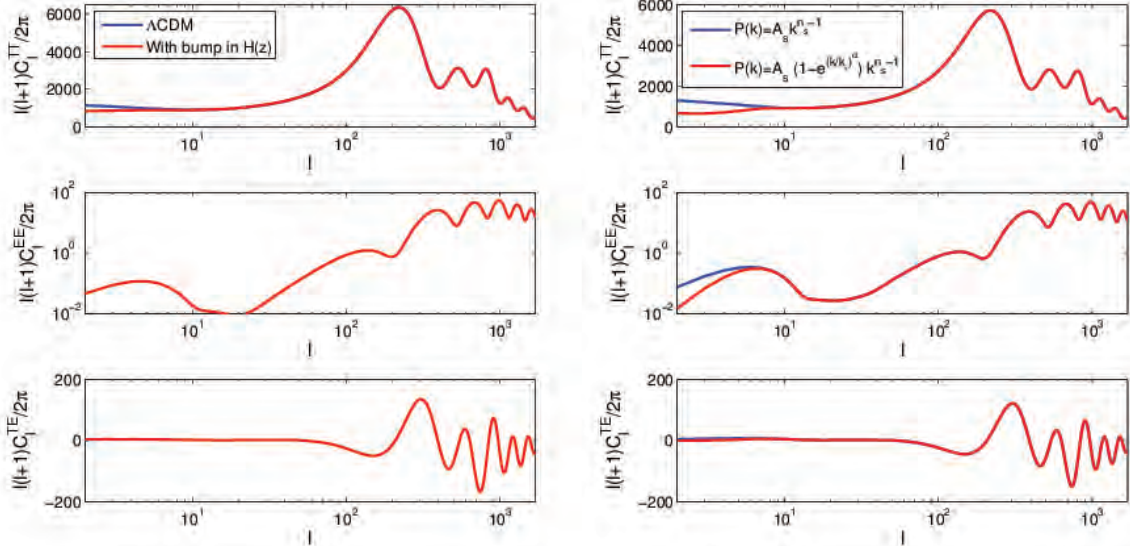 6000
4000
2000
0
l(l+1)C_l^TT/2π
ΛCDM
With bump in H(z)
10^1
10^2
10^3
l
10^2
10^0
10^-2
l(l+1)C_l^EE/2π
10^1
10^2
10^3
l
200
0
−200
l(l+1)C_l^TE/2π
10^1
10^2
10^3
l
6000
4000
2000
0
l(l+1)C_l^TT/2π
P(k)=A_s k^n_s−1
P(k)=A_s (1−e^(k/k_c)^α) k^n_s−1
10^1
10^2
10^3
l
10^2
10^0
10^-2
l(l+1)C_l^EE/2π
10^1
10^2
10^3
l
200
0
−200
l(l+1)C_l^TE/2π
10^1
10^2
10^3
l